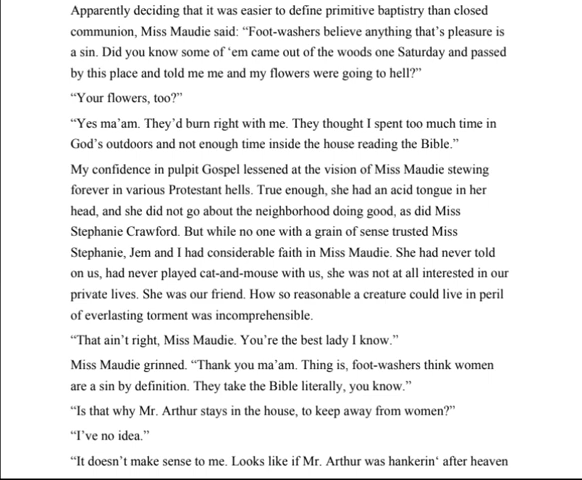 Apparently deciding that it was easier to define primitive baptistry than closed
communion, Miss Maudie said: “Foot-washers believe anything that’s pleasure is
a sin. Did you know some of ‘em came out of the woods one Saturday and passed
by this place and told me me and my flowers were going to hell?”
“Your flowers, too?”
“Yes ma’am. They’d burn right with me. They thought I spent too much time in
God’s outdoors and not enough time inside the house reading the Bible.”
My confidence in pulpit Gospel lessened at the vision of Miss Maudie stewing
forever in various Protestant hells. True enough, she had an acid tongue in her
head, and she did not go about the neighborhood doing good, as did Miss
Stephanie Crawford. But while no one with a grain of sense trusted Miss
Stephanie, Jem and I had considerable faith in Miss Maudie. She had never told
on us, had never played cat-and-mouse with us, she was not at all interested in our
private lives. She was our friend. How so reasonable a creature could live in peril
of everlasting torment was incomprehensible.
“That ain’t right, Miss Maudie. You’re the best lady I know.”
Miss Maudie grinned. “Thank you ma’am. Thing is, foot-washers think women
are a sin by definition. They take the Bible literally, you know.”
“Is that why Mr. Arthur stays in the house, to keep away from women?”
“I’ve no idea.”
“It doesn’t make sense to me. Looks like if Mr. Arthur was hankerin‘ after heaven